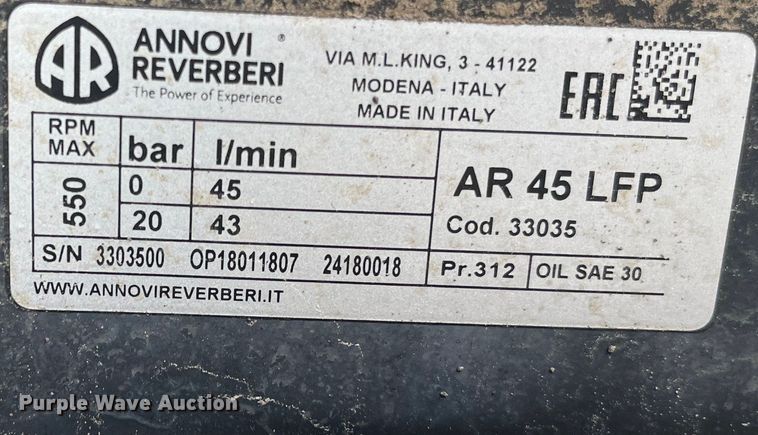 AR
ANNOVI ®
REVERBERI
The Power of Experience
VIA M.L.KING, 3 - 41122
MODENA - ITALY
MADE IN ITALY
EAC
RPM MAX bar l/min
550 0 45
20 43
AR 45 LFP
Cod. 33035
S/N 3303500 OP18011807 24180018 Pr.312 OIL SAE 30
WWW.ANNOVIREVERBERI.IT
Purple Wave Auction